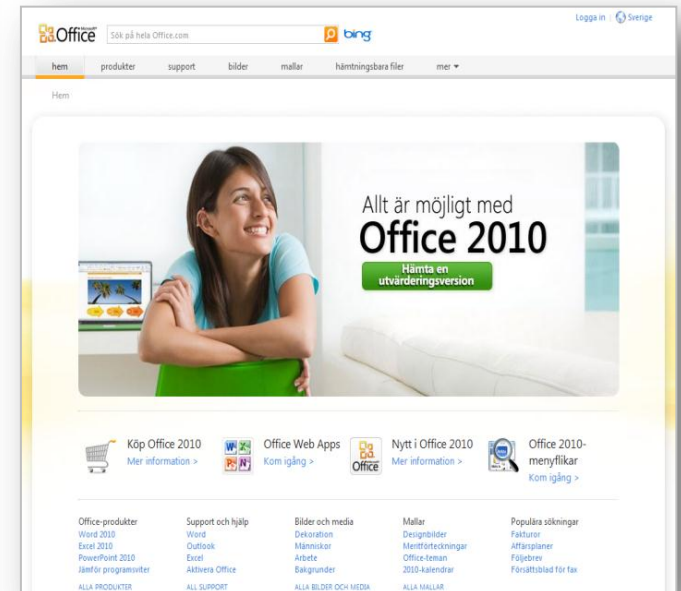 Logga in | Sverige
Microsoft
Office
Sök på hela Office.com
bing
hem produkter support bilder mallar hämtningsbara filer mer
Hem
Allt är möjligt med
Office 2010
Hämta en
utvärderingsversion
Köp Office 2010
Mer information >
Office Web Apps
Kom igång >
Office
Nytt i Office 2010
Mer information >
Office 2010-
menyflikar
Kom igång >
Office-produkter
Word 2010
Excel 2010
PowerPoint 2010
Jämför programsviter
ALLA PRODUKTER
Support och hjälp
Word
Outlook
Excel
Aktivera Office
ALL SUPPORT
Bilder och media
Dekoration
Människor
Arbete
Bakgrunder
ALLA BILDER OCH MEDIA
Mallar
Designbilder
Meritförteckningar
Office-teman
2010-kalendrar
ALLA MALLAR
Populära sökningar
Fakturor
Affärsplaner
Följebrev
Försättsblad för fax